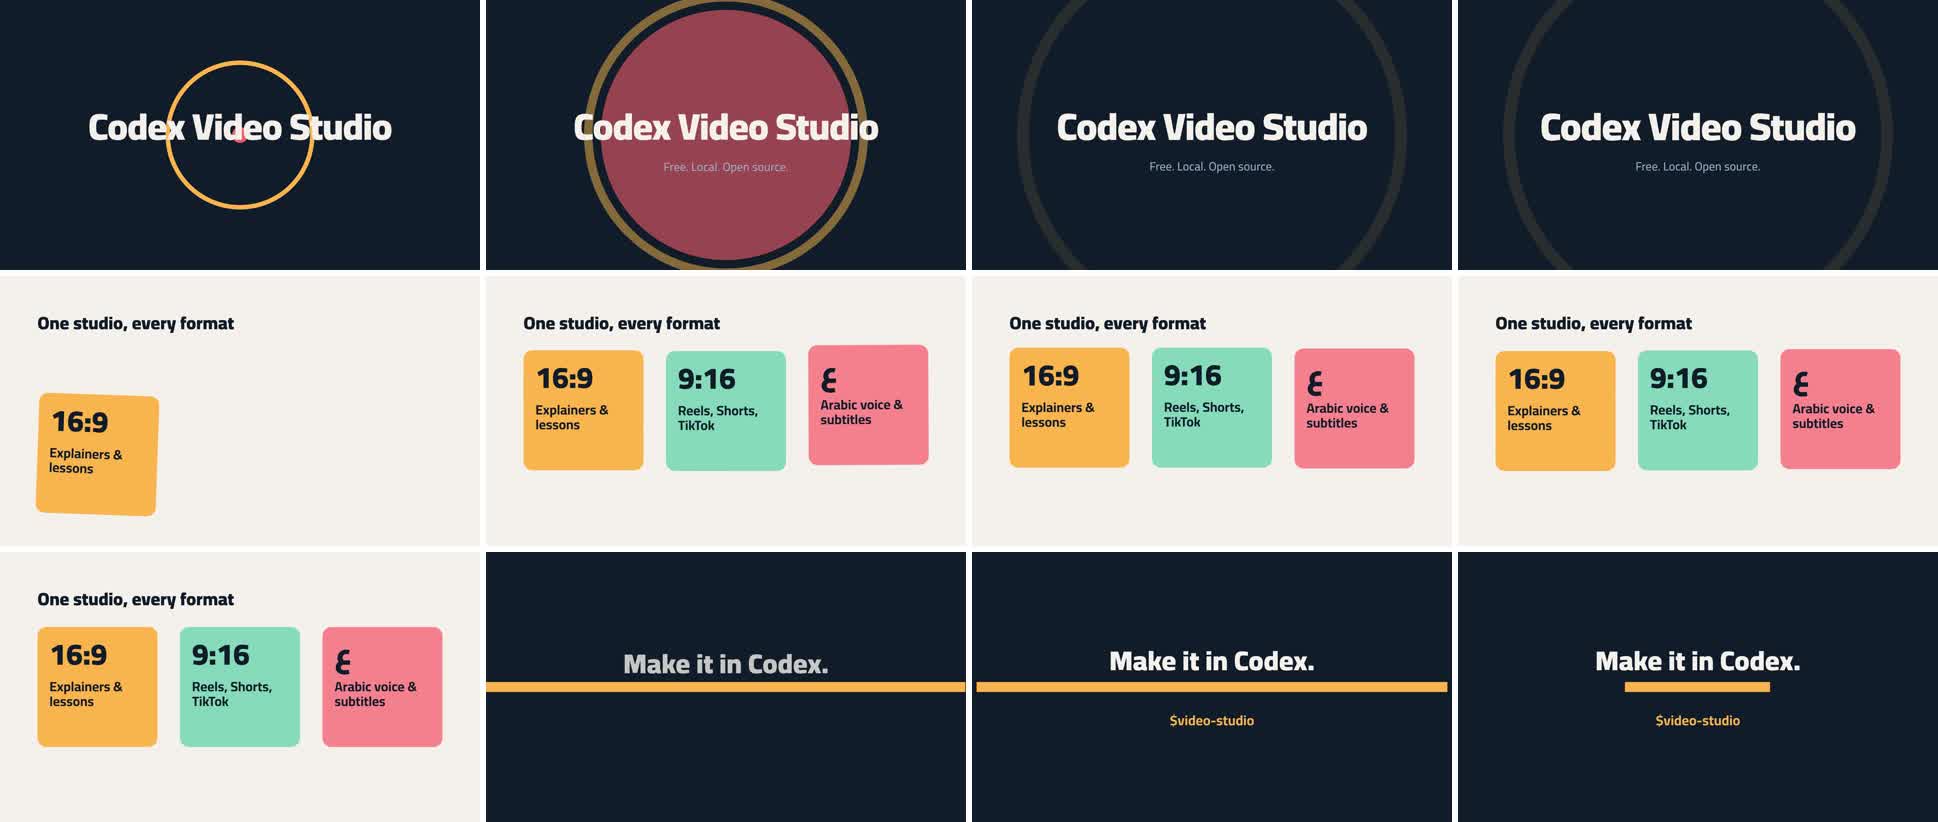 Codex Video Studio
Codex Video Studio
Free. Local. Open source.
Codex Video Studio
Free. Local. Open source.
Codex Video Studio
Free. Local. Open source.
One studio, every format
16:9
Explainers &
lessons
One studio, every format
16:9
Explainers &
lessons
9:16
Reels, Shorts,
TikTok
ع
Arabic voice &
subtitles
One studio, every format
16:9
Explainers &
lessons
9:16
Reels, Shorts,
TikTok
ع
Arabic voice &
subtitles
One studio, every format
16:9
Explainers &
lessons
9:16
Reels, Shorts,
TikTok
ع
Arabic voice &
subtitles
One studio, every format
16:9
Explainers &
lessons
9:16
Reels, Shorts,
TikTok
ع
Arabic voice &
subtitles
Make it in Codex.
Make it in Codex.
$video-studio
Make it in Codex.
$video-studio